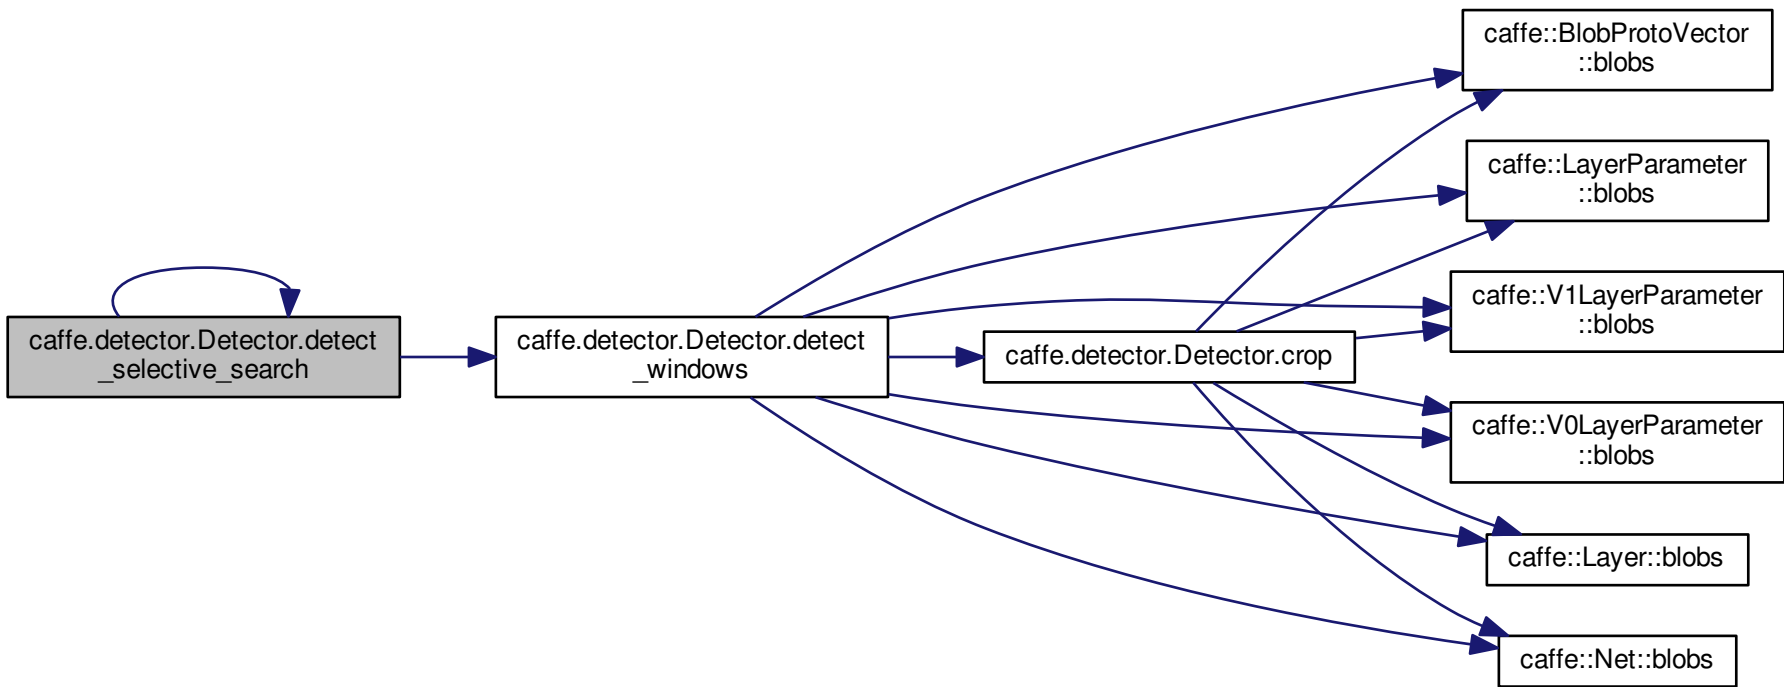 caffe::BlobProtoVector
::blobs
caffe::LayerParameter
::blobs
caffe::V1LayerParameter
::blobs
caffe.detector.Detector.detect
_selective_search
caffe.detector.Detector.detect
_windows
caffe.detector.Detector.crop
caffe::V0LayerParameter
::blobs
caffe::Layer::blobs
caffe::Net::blobs